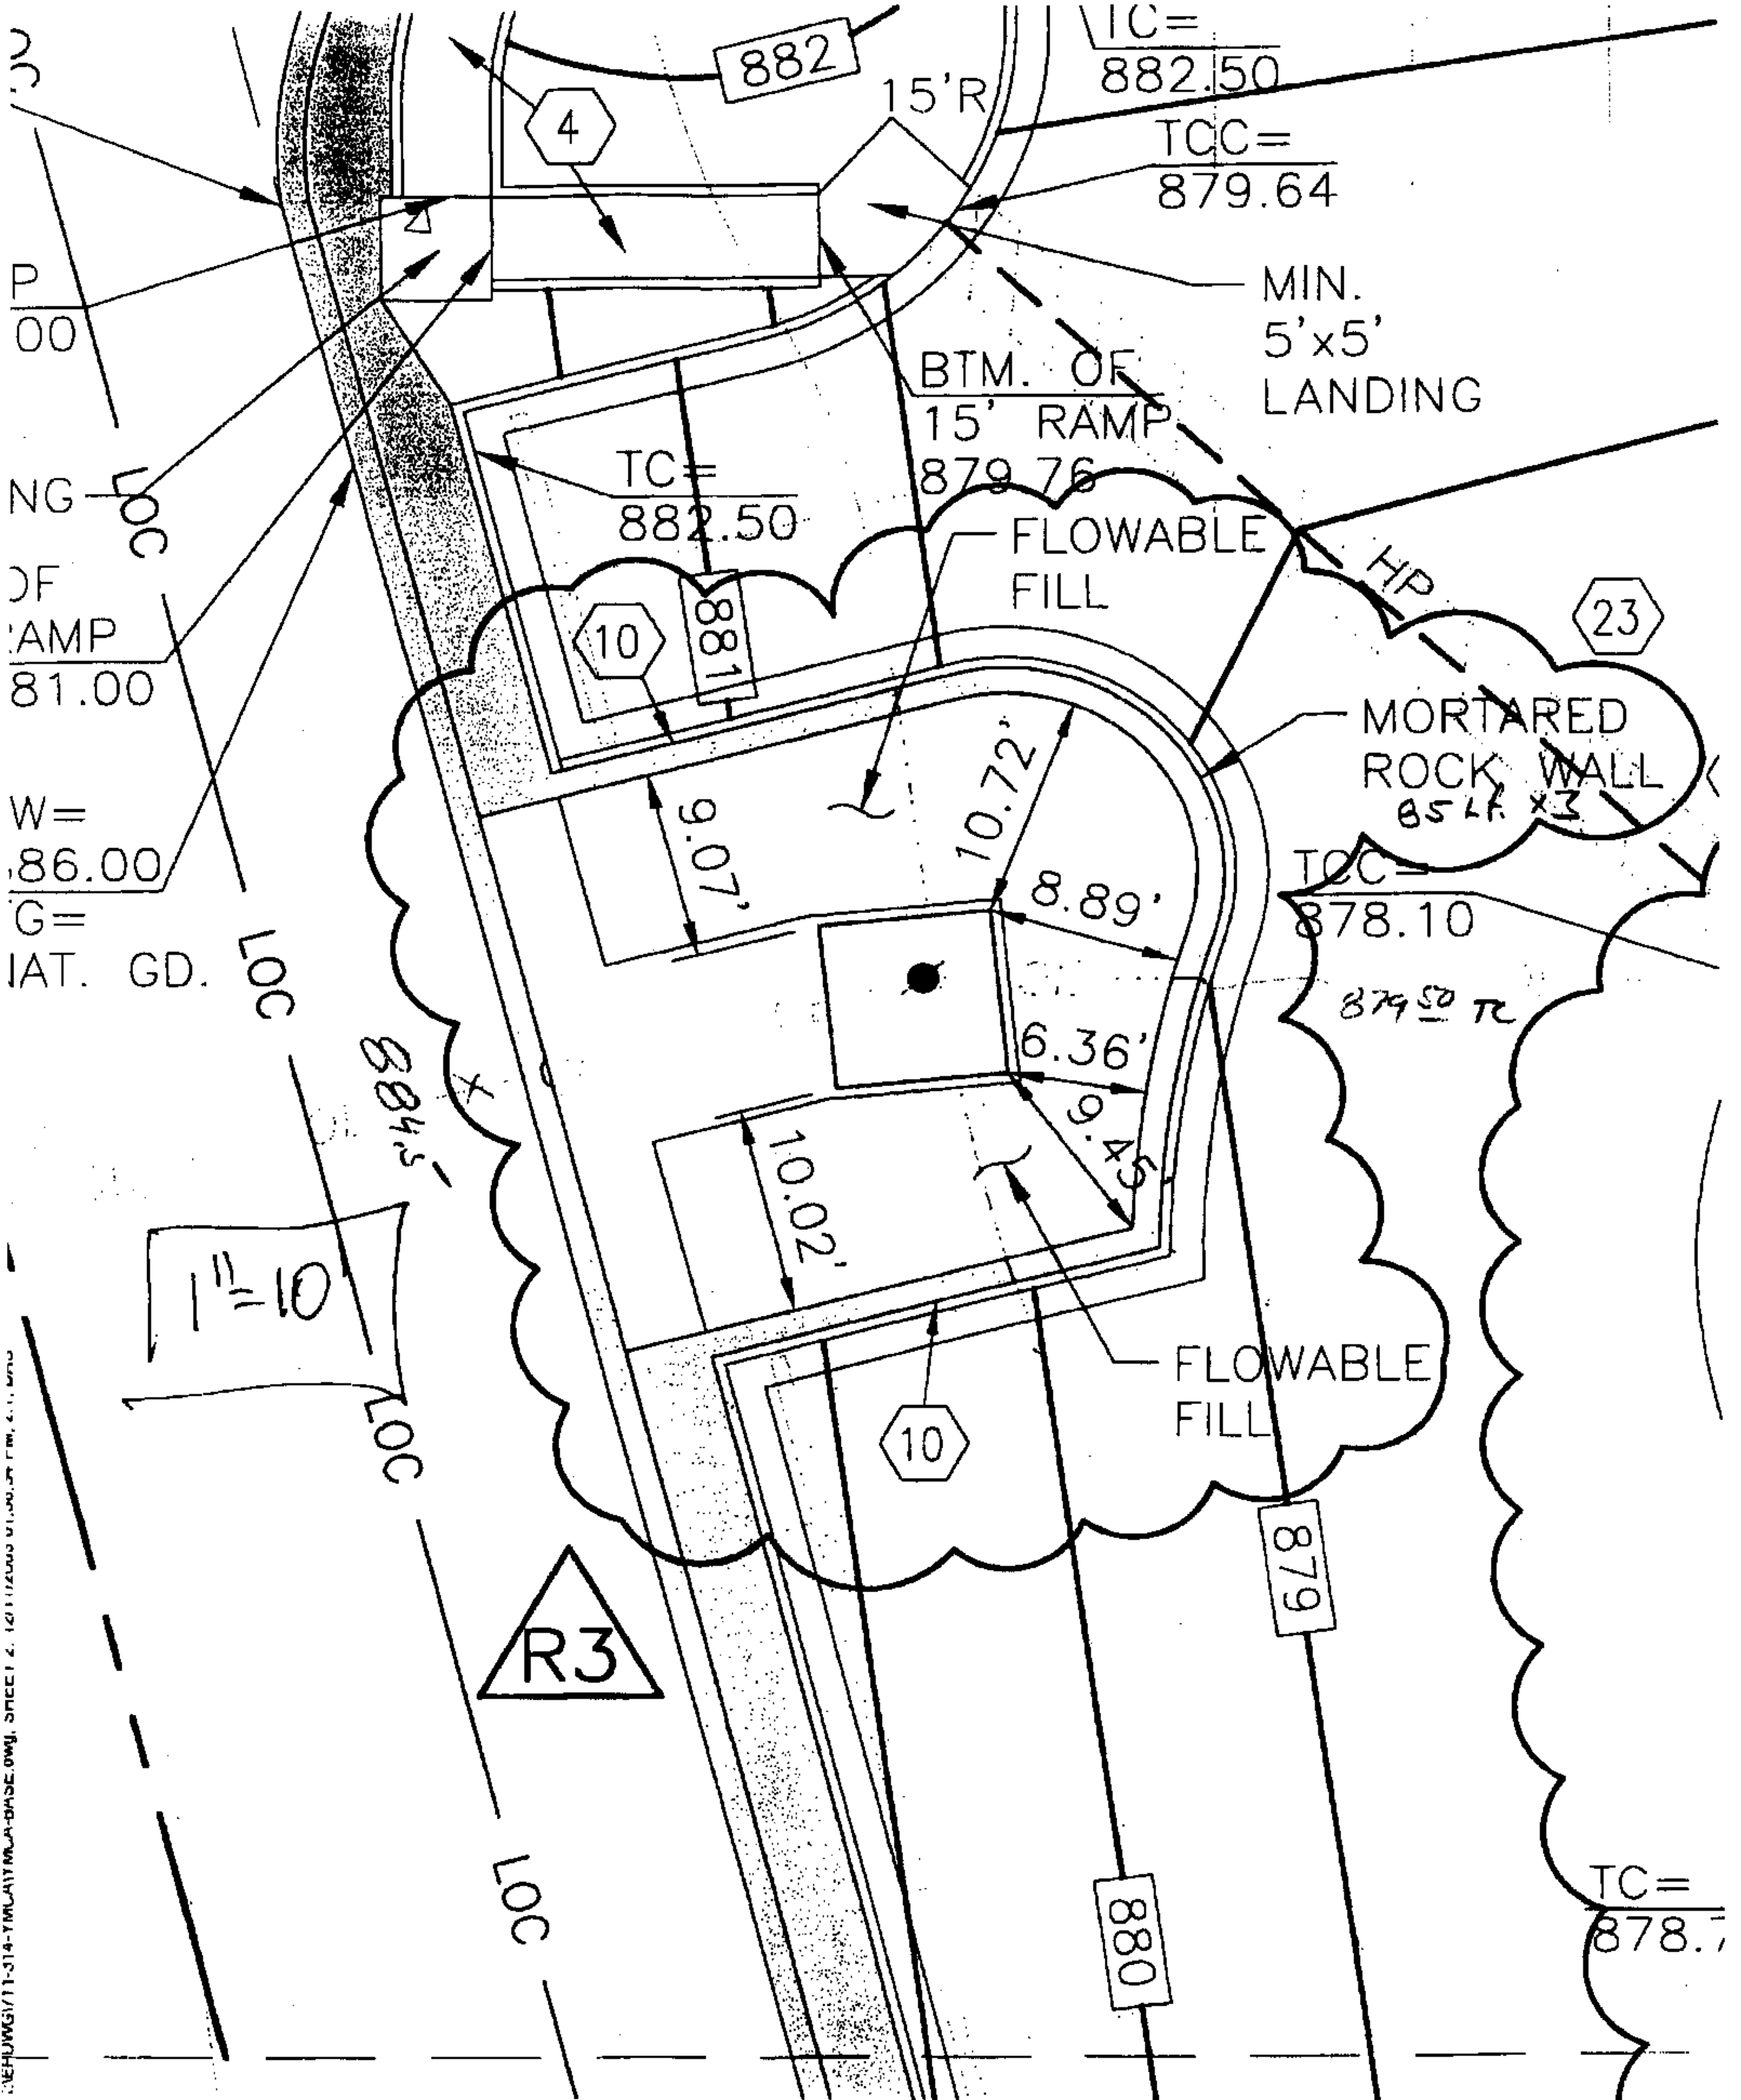 882
TC=
882.50
15'R
4
TCC=
879.64
P
00
MIN.
5'x5'
LANDING
BTM. OF
15' RAMP
879.76
TC=
882.50
NG
LOC
FLOWABLE
FILL
HP
OF
AMP
81.00
10
881
23
MORTARED
ROCK WALL
85 LF. x3
10.72'
9.07'
W=
86.00
G=
NAT. GD.
TCC=
878.10
8.89'
LOC
879 50 TC
884.5
6.36'
9.45
10.02'
1"=10
FLOWABLE
FILL
10
LOC
879
R3
LOC
880
TC=
878.7